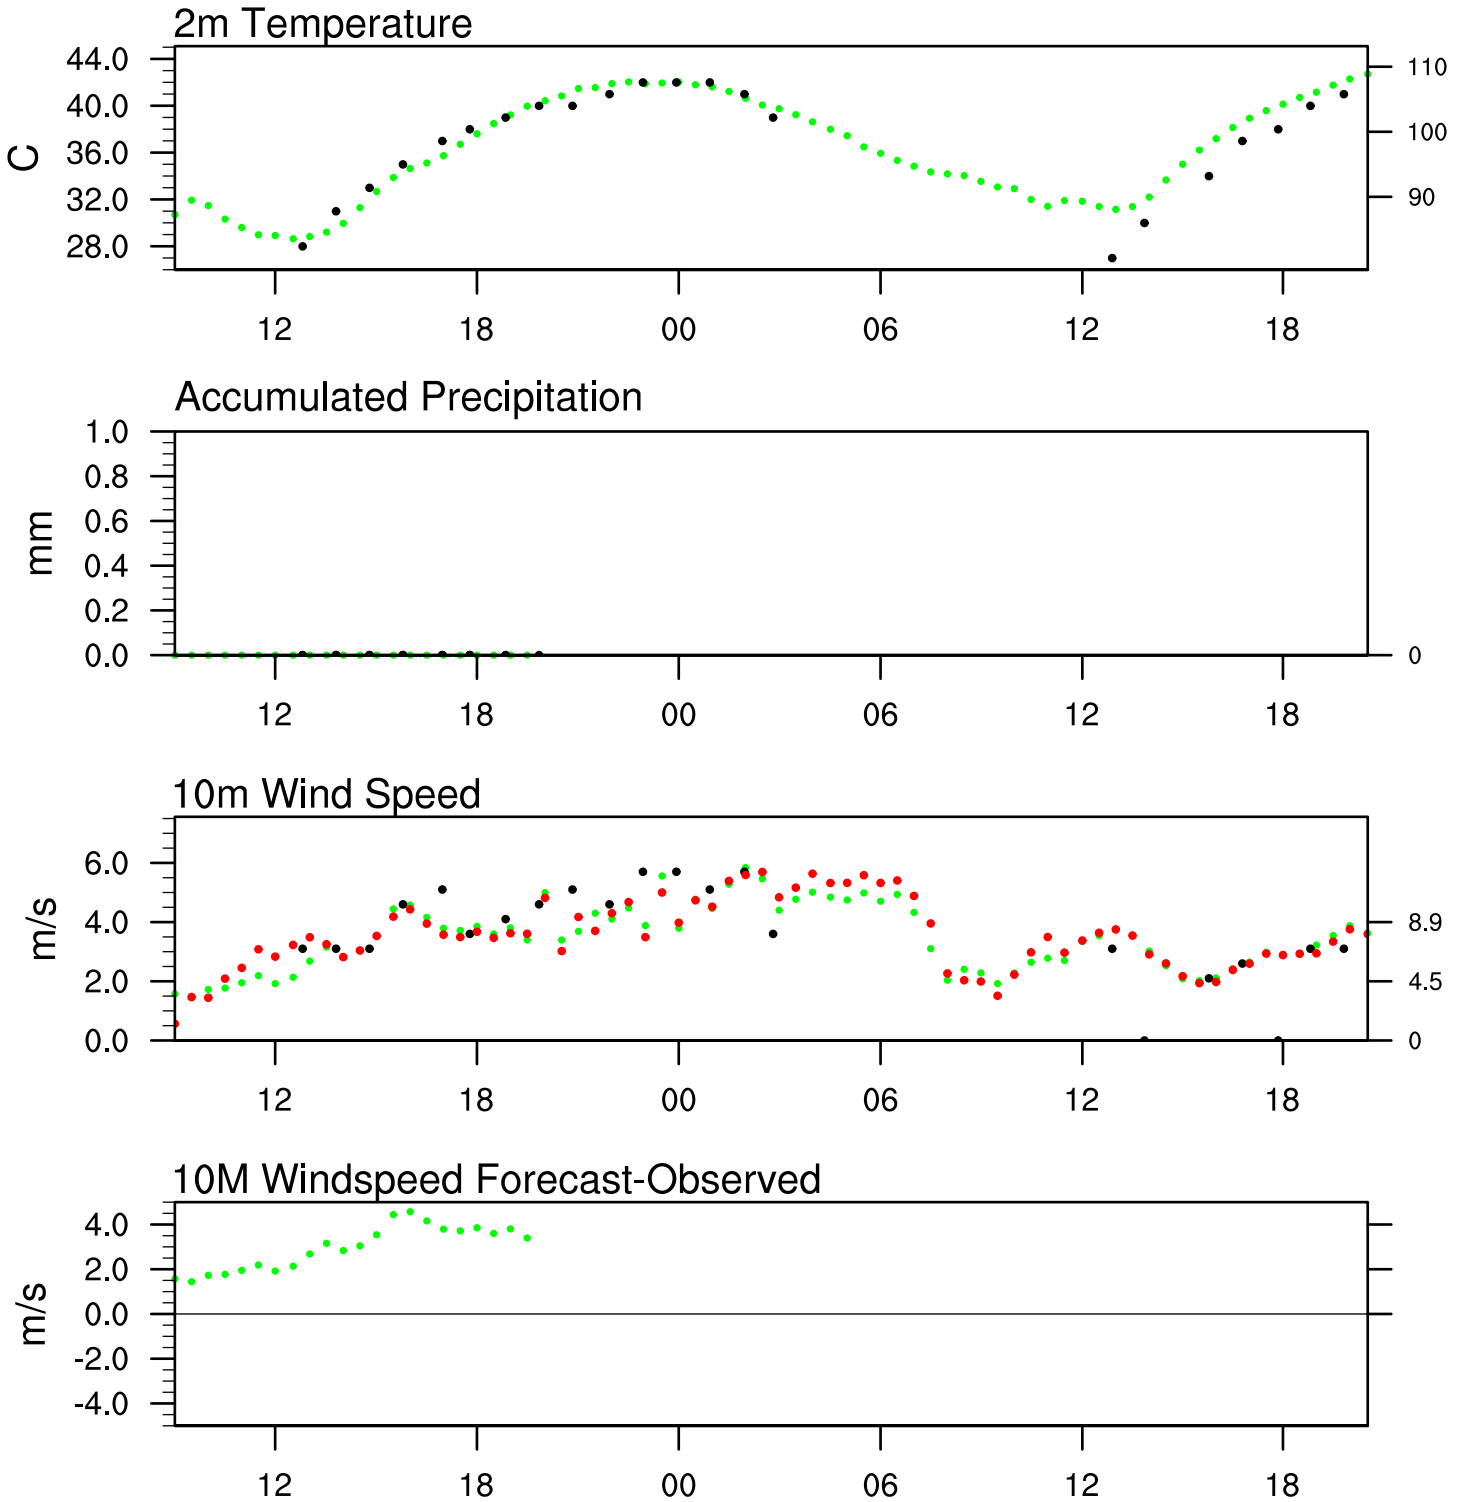 2m Temperature
44.0
40.0
36.0
32.0
28.0
C
110
100
90
12 18 00 06 12 18
Accumulated Precipitation
1.0
0.8
0.6
0.4
0.2
0.0
mm
0
12 18 00 06 12 18
10m Wind Speed
6.0
4.0
2.0
0.0
m/s
8.9
4.5
0
12 18 00 06 12 18
10M Windspeed Forecast-Observed
4.0
2.0
0.0
-2.0
-4.0
m/s
12 18 00 06 12 18